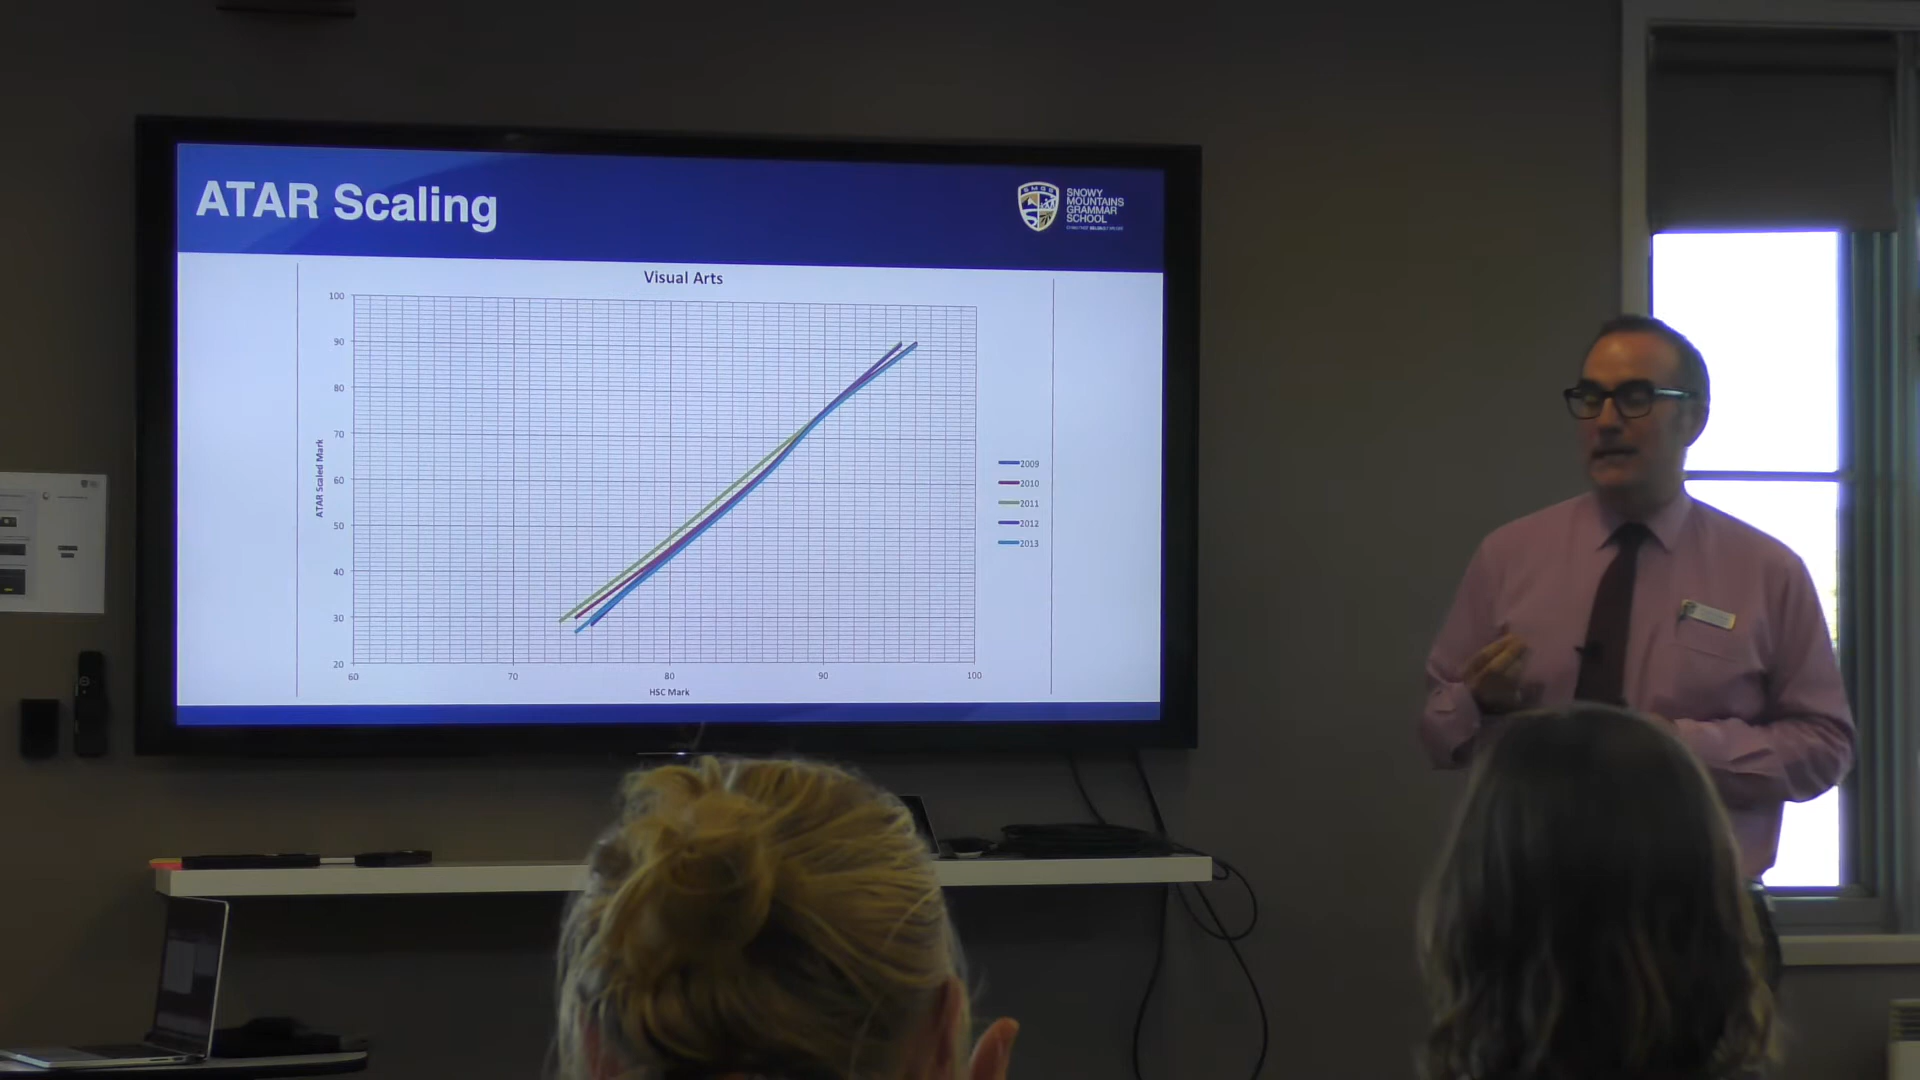 ATAR Scaling
SNOWY
MOUNTAINS
GRAMMAR
SCHOOL
Visual Arts
100
90
80
70
60
50
40
30
20
ATAR Scaled Mark
60
70
80
90
100
HSC Mark
2009
2010
2011
2012
2013